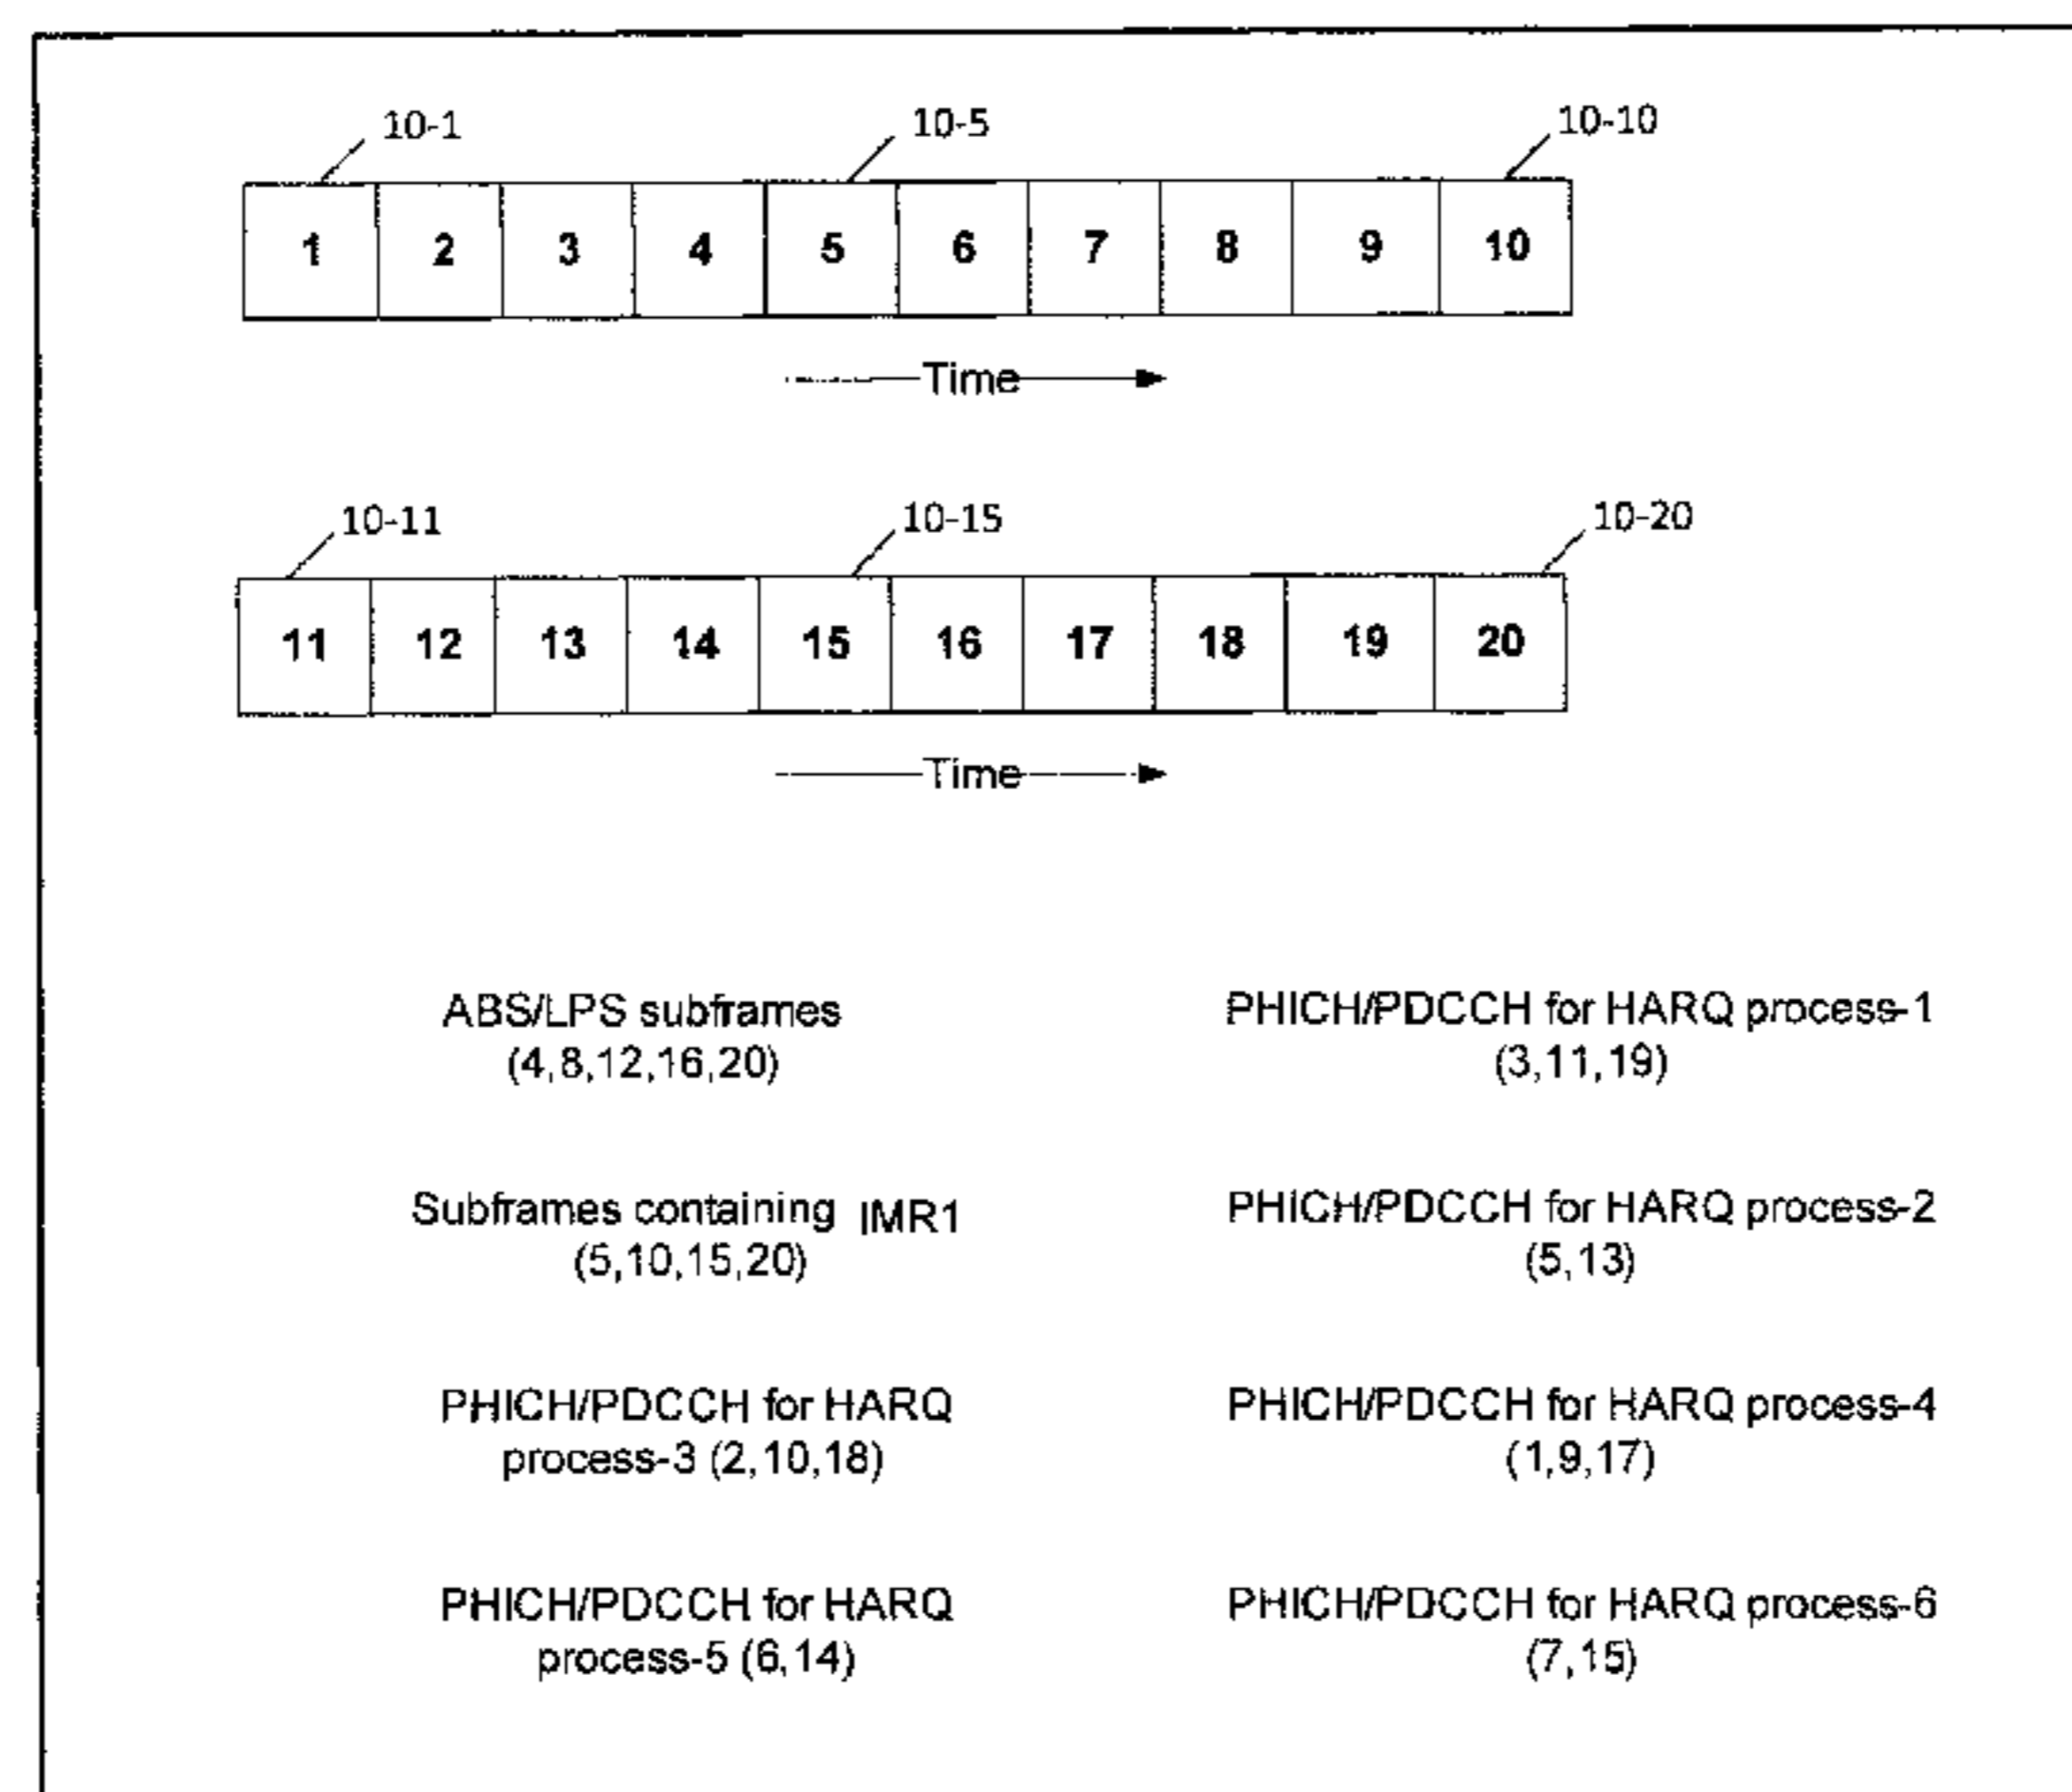 10-1 10-5 10-10
1 2 3 4 5 6 7 8 9 10
Time
10-11 10-15 10-20
11 12 13 14 15 16 17 18 19 20
Time
ABS/LPS subframes
(4,8,12,16,20)
PHICH/PDCCH for HARQ process-1
(3,11,19)
Subframes containing IMR1
(5,10,15,20)
PHICH/PDCCH for HARQ process-2
(5,13)
PHICH/PDCCH for HARQ
process-3 (2,10,18)
PHICH/PDCCH for HARQ process-4
(1,9,17)
PHICH/PDCCH for HARQ
process-5 (6,14)
PHICH/PDCCH for HARQ process-6
(7,15)